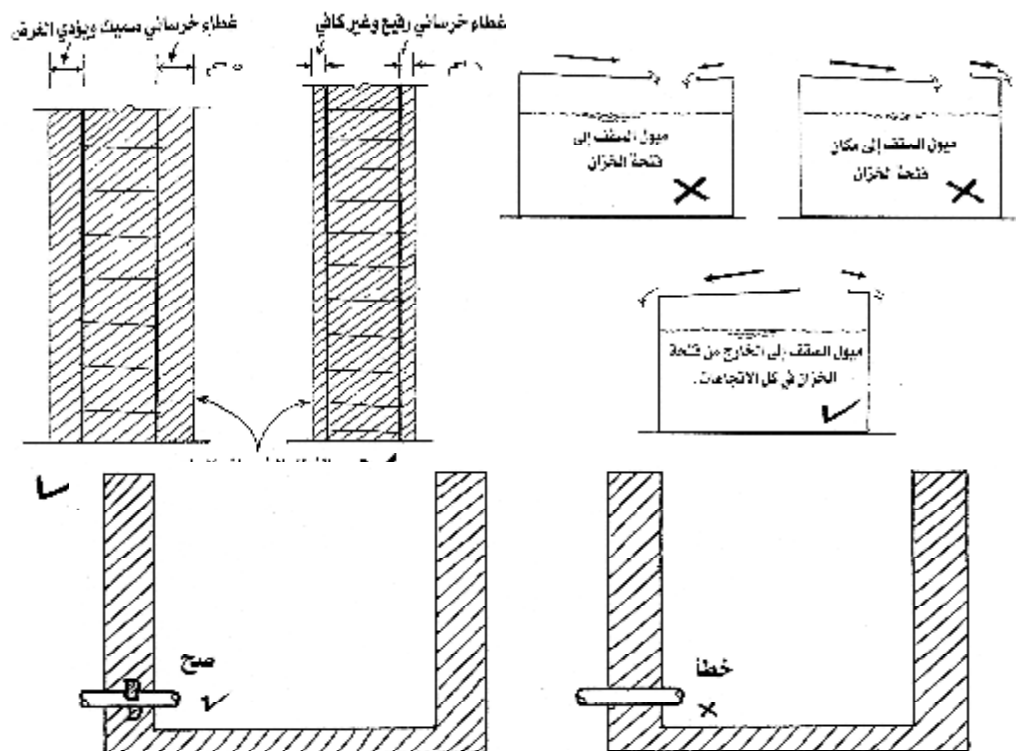 غطاء خرساني سميك ويؤدي الغرض
غطاء خرساني رفيع وغير كافي
ميول السقف إلى
فتحة الخزان
ميول السقف إلى مكان
فتحة الخزان
ميول السقف إلى الخارج من فتحة
الخزان في كل الاتجاهات.
صح
خطأ